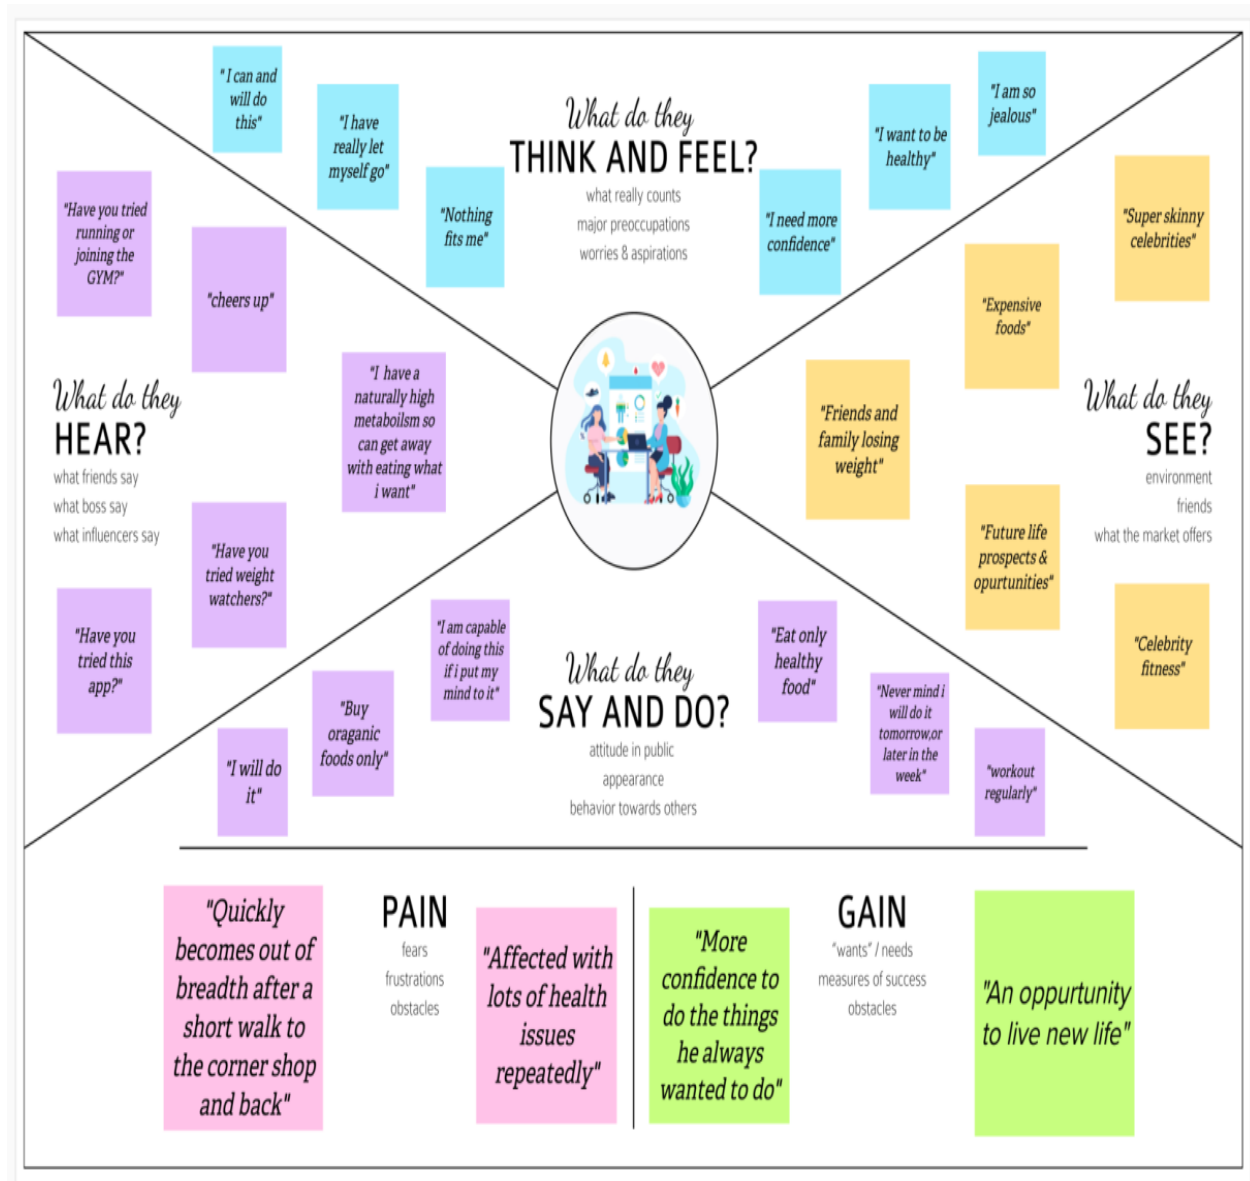 "I can and
will do
this"
"I have
really let
myself go"
"Nothing
fits me"
What do they
THINK AND FEEL?
what really counts
major preoccupations
worries & aspirations
"I need more
confidence"
"I want to be
healthy"
"I am so
jealous"
"Have you tried
running or
joining the
GYM?"
"cheers up"
"I have a
naturally high
metaboilsm so
can get away
with eating what
i want"
What do they
HEAR?
what friends say
what boss say
what influencers say
"Have you
tried weight
watchers?"
"Have you
tried this
app?"
"Super skinny
celebrities"
"Expensive
foods"
"Friends and
family losing
weight"
What do they
SEE?
environment
friends
what the market offers
"Future life
prospects &
opurtunities"
"Celebrity
fitness"
"I will do
it"
"Buy
oraganic
foods only"
"I am capable
of doing this
if i put my
mind to it"
What do they
SAY AND DO?
attitude in public
appearance
behavior towards others
"Eat only
healthy
food"
"Never mind i
will do it
tomorrow,or
later in the
week"
"workout
regularly"
"Quickly
becomes out of
breadth after a
short walk to
the corner shop
and back"
PAIN
fears
frustrations
obstacles
"Affected with
lots of health
issues
repeatedly"
"More
confidence to
do the things
he always
wanted to do"
GAIN
"wants" / needs
measures of success
obstacles
"An oppurtunity
to live new life"